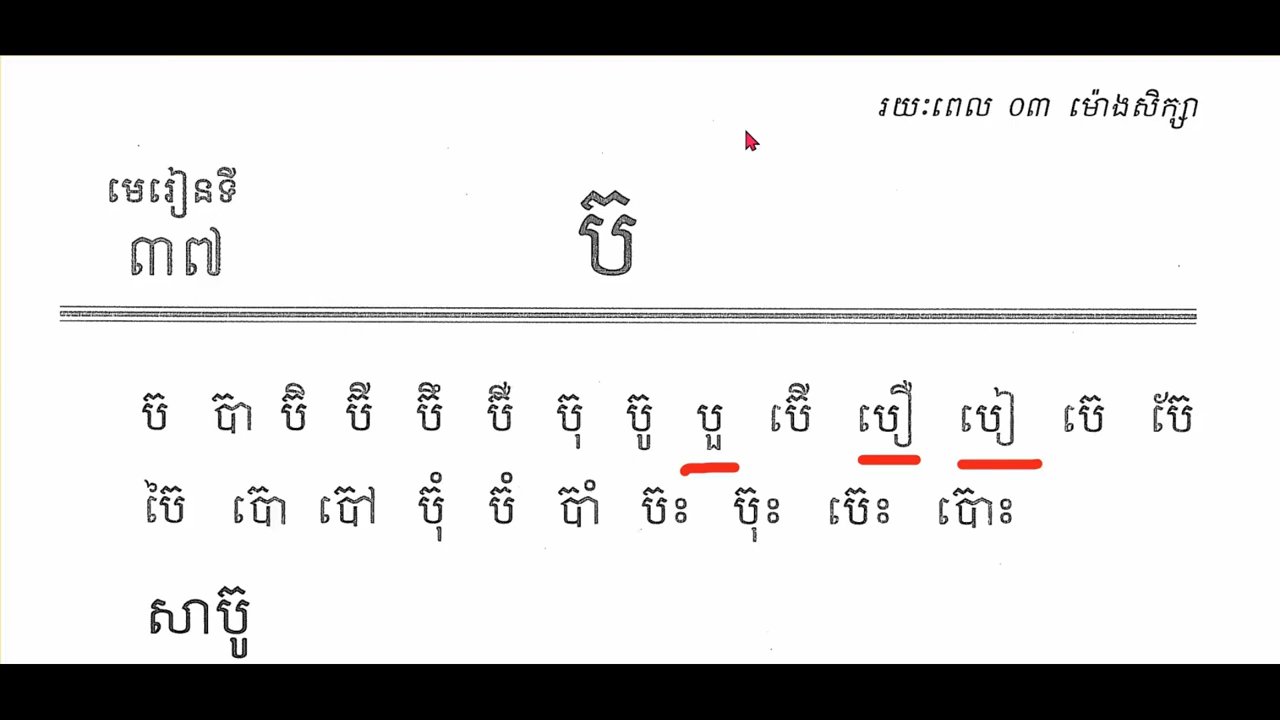 រយៈពេល ០៣ ម៉ោងសិក្សា
មេរៀនទី
៣៧
ប៊
ប៊ ប៊ា ប៊ិ ប៊ី ប៊ឹ ប៊ឺ ប៊ុ ប៊ូ បួ ប៊ើ បឿ បៀ ប៊េ ប៊ែ
ប៊ៃ ប៊ោ ប៊ៅ ប៊ុំ ប៊ំ ប៊ាំ ប៊ះ ប៊ុះ ប៊េះ ប៊ោះ
សាប៊ូ